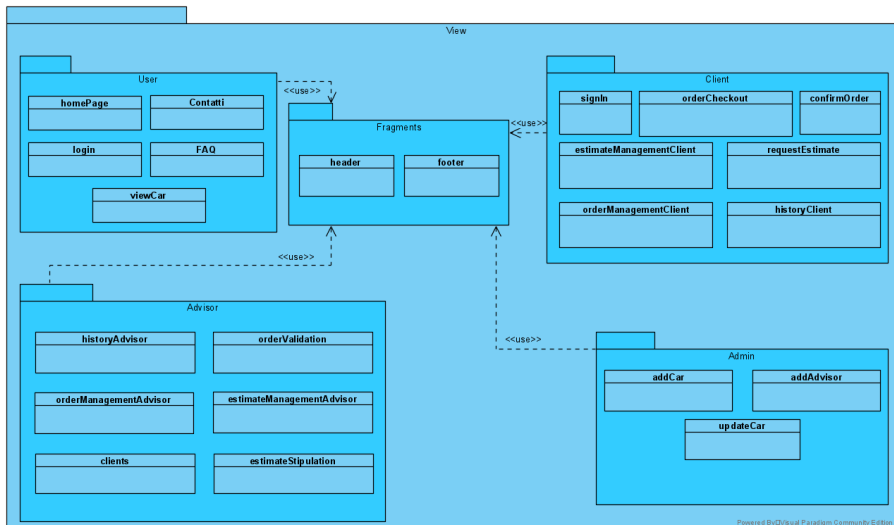 View
User
homePage
Contatti
login
FAQ
viewCar
<<use>>
Fragments
header
footer
<<use>>
Client
signIn
orderCheckout
confirmOrder
estimateManagementClient
requestEstimate
orderManagementClient
historyClient
<<use>>
Advisor
historyAdvisor
orderValidation
orderManagementAdvisor
estimateManagementAdvisor
clients
estimateStipulation
<<use>>
Admin
addCar
addAdvisor
updateCar
Powered By Visual Paradigm Community Edition